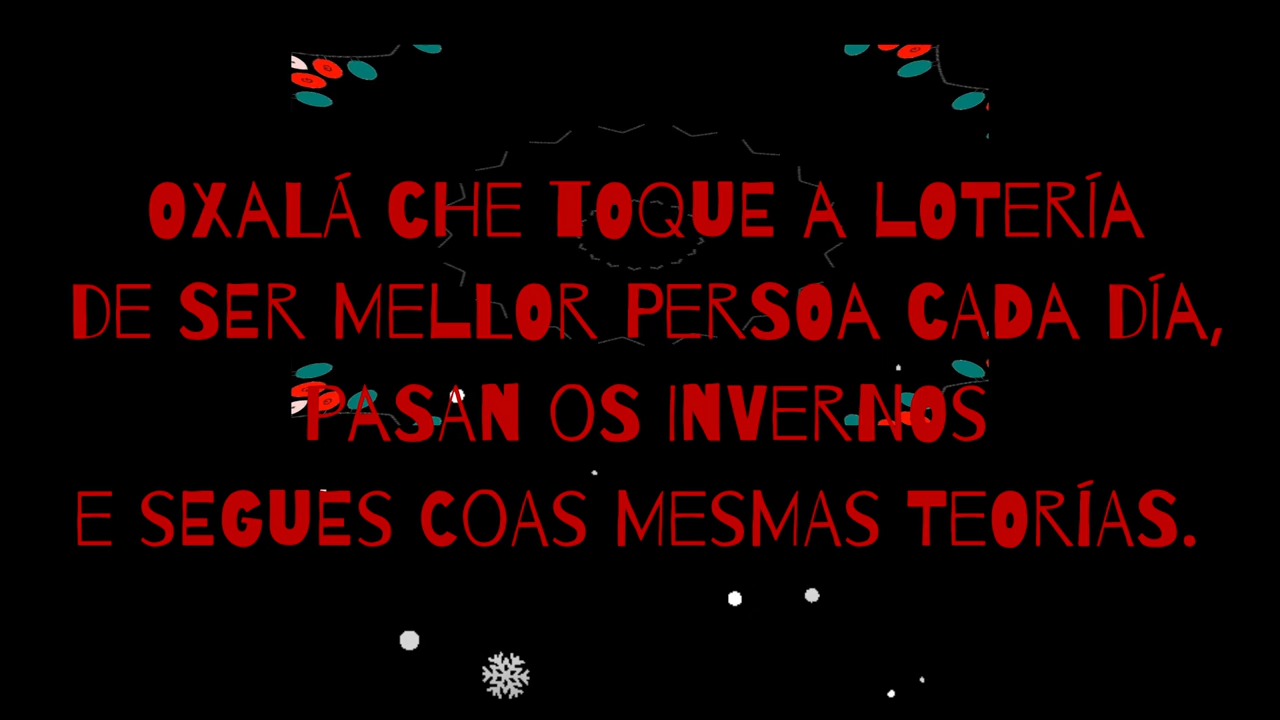 OXALÁ CHE TOQUE A LOTERÍA
DE SER MELLOR PERSOA CADA DÍA,
PASAN OS INVERNOS
E SEGUES COAS MESMAS TEORÍAS.